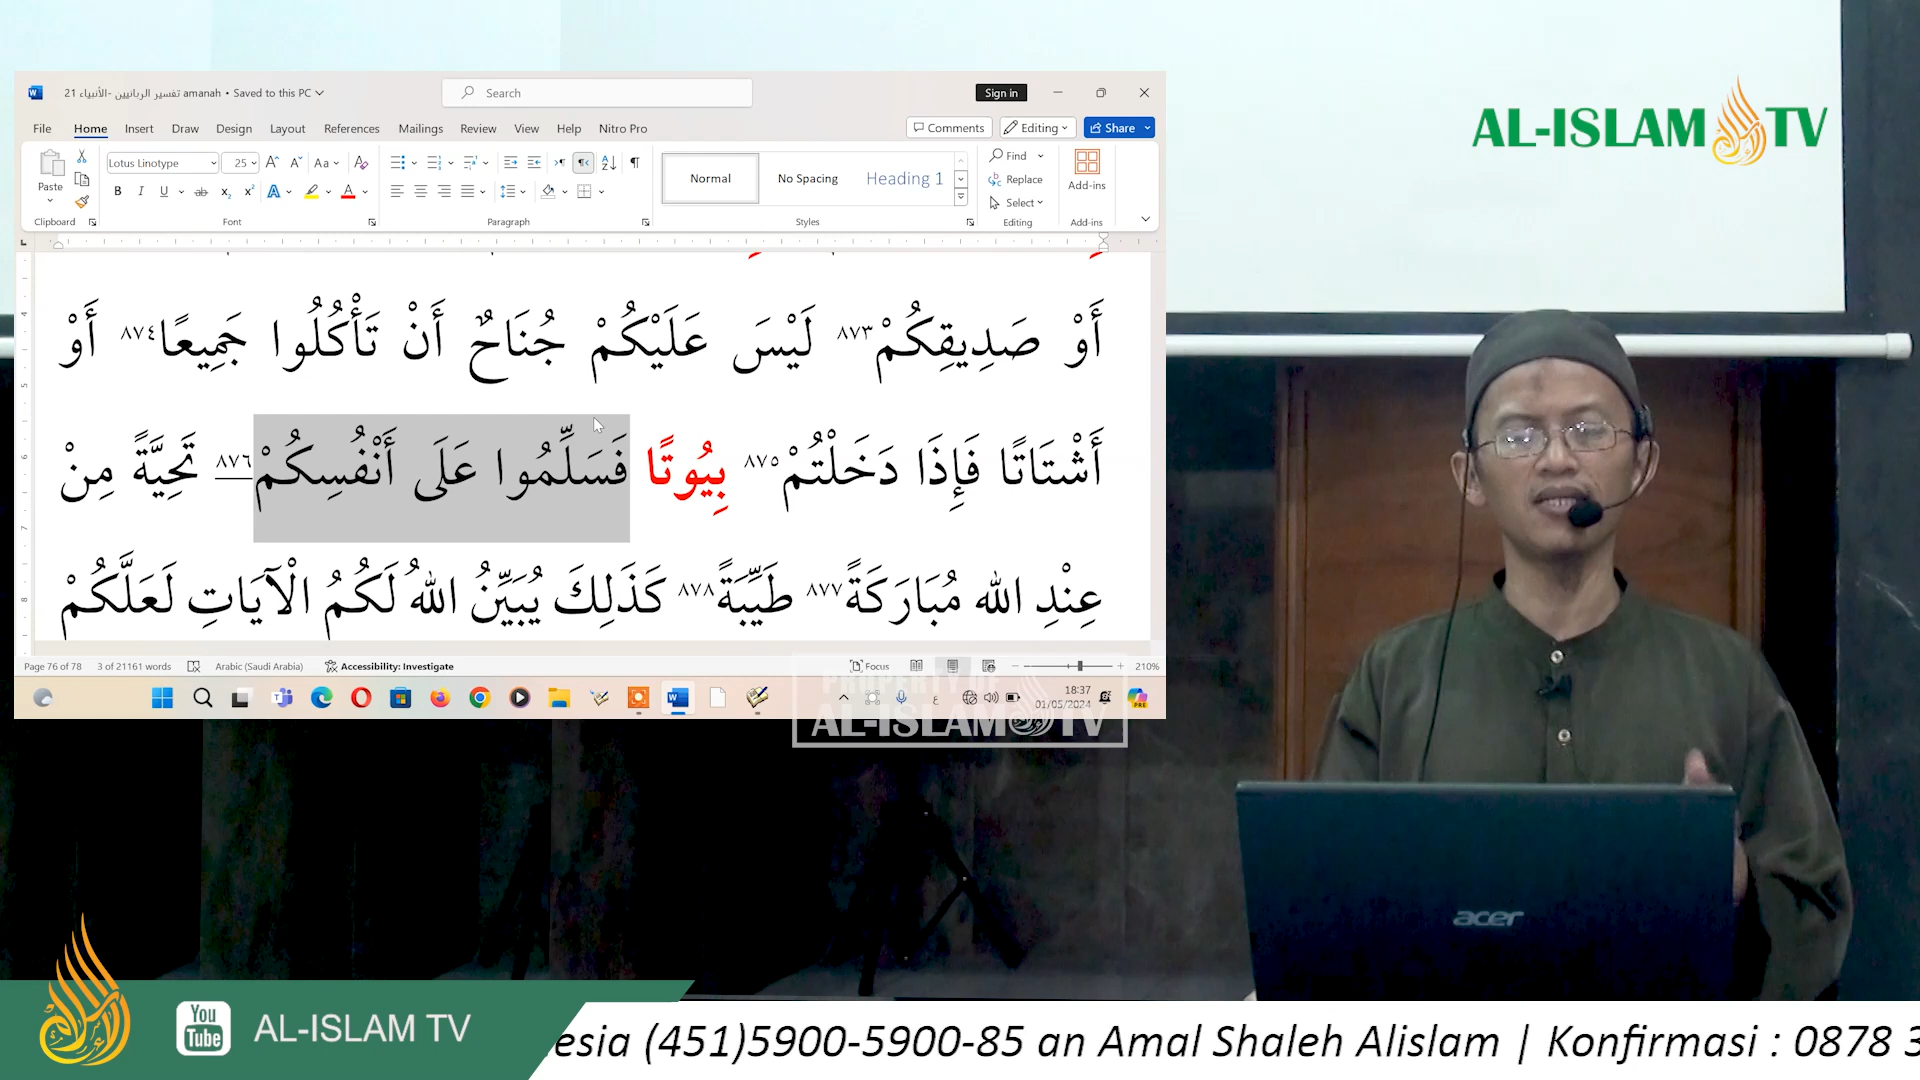 AL-ISLAM TV
21 تفسير الربانيين -الأنبياء amanah • Saved to this PC
Search
Sign in
File Home Insert Draw Design Layout References Mailings Review View Help Nitro Pro
Comments Editing Share
Lotus Linotype 25
Paste
Clipboard Font Paragraph Styles Editing Add-ins
Normal No Spacing Heading 1
Find
Replace
Select
Add-ins
أَوْ صَدِيقِكُمْ٨٧٣ لَيْسَ عَلَيْكُمْ جُنَاحٌ أَنْ تَأْكُلُوا جَمِيعًا٨٧٤ أَوْ
أَشْتَاتًا فَإِذَا دَخَلْتُمْ٨٧٥ بِيُوتًا فَسَلِّمُوا عَلَى أَنْفُسِكُمْ٨٧٦ تَحِيَّةً مِنْ
عِنْدِ الله مُبَارَكَةً٨٧٧ طَيِّبَةً٨٧٨ كَذَلِكَ يُبَيِّنُ اللهُ لَكُمُ الْآيَاتِ لَعَلَّكُمْ
Page 76 of 78 3 of 21161 words Arabic (Saudi Arabia) Accessibility: Investigate Focus 210%
18:37
01/05/2024
PROPERTY OF
AL-ISLAM TV
acer
You Tube AL-ISLAM TV
esia (451)5900-5900-85 an Amal Shaleh Alislam | Konfirmasi : 0878 3